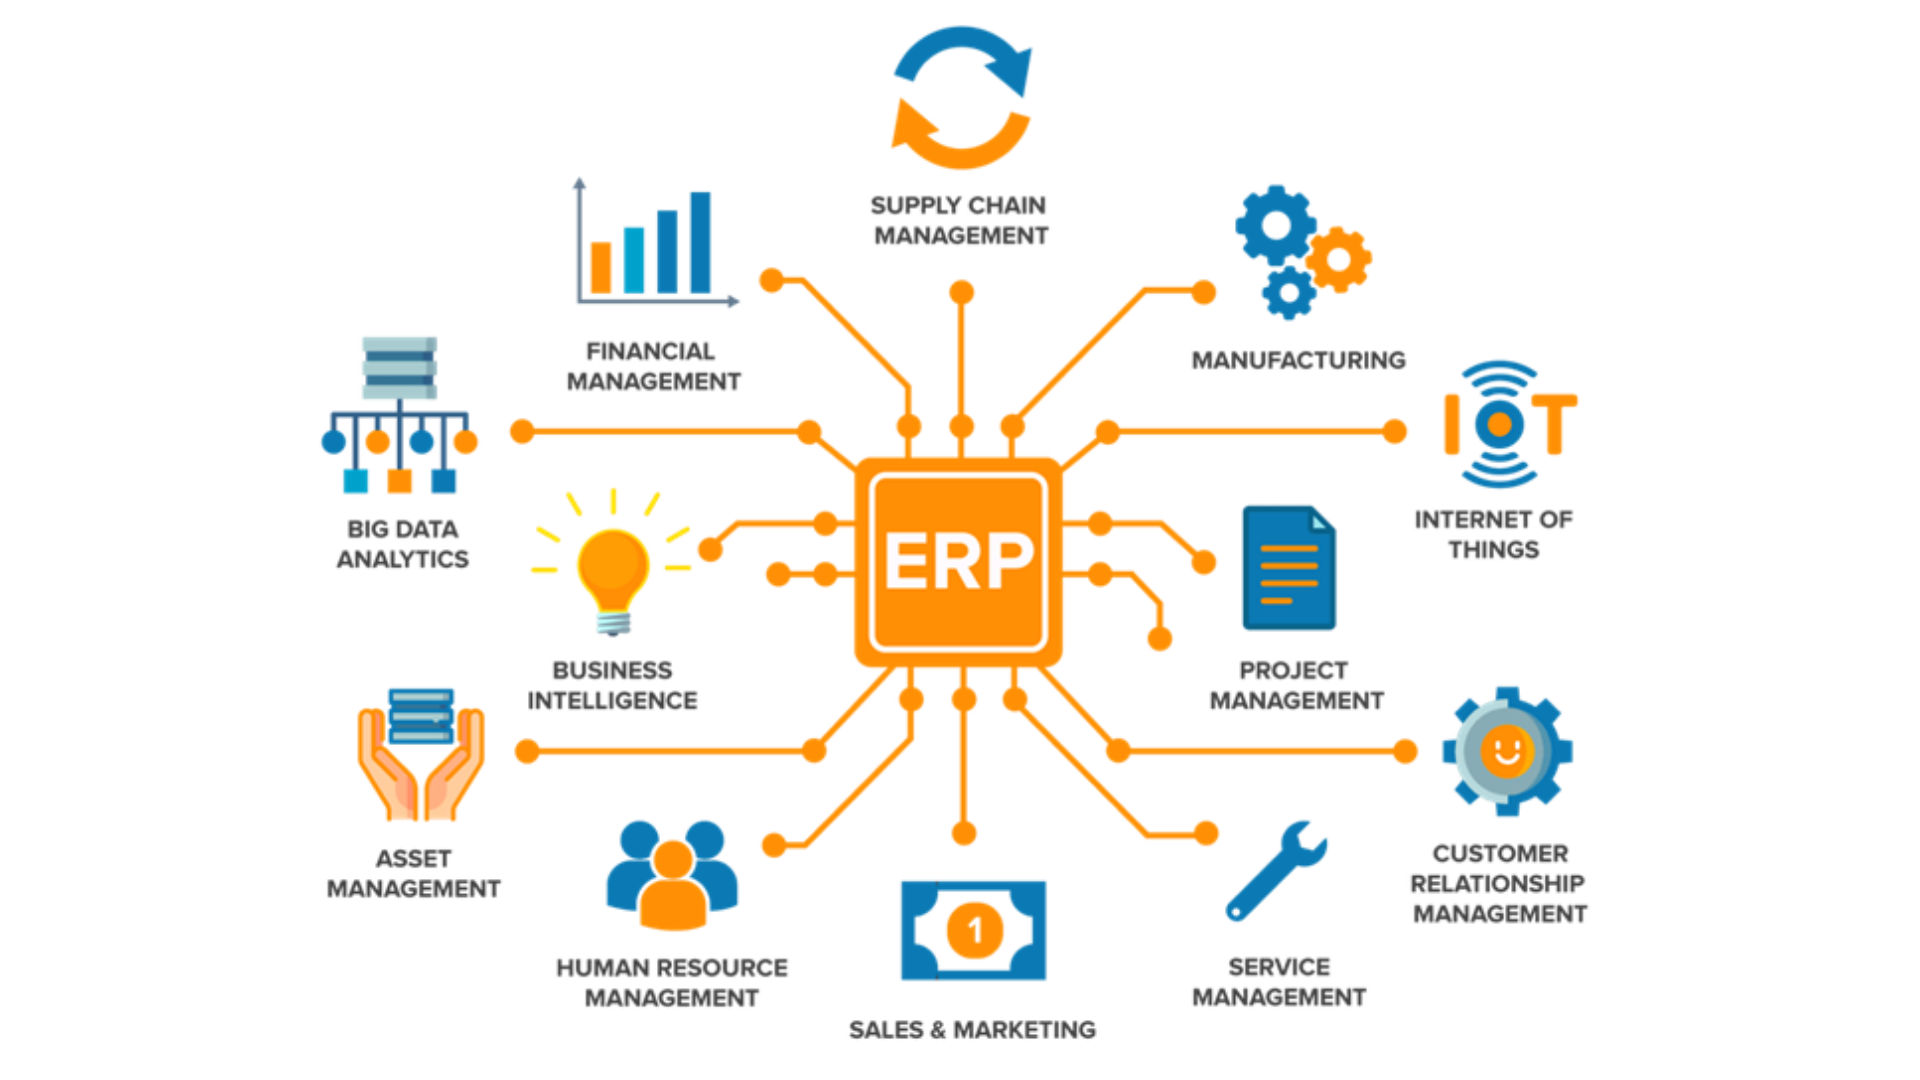 SUPPLY CHAIN
MANAGEMENT
FINANCIAL
MANAGEMENT
MANUFACTURING
IOT
INTERNET OF
THINGS
BIG DATA
ANALYTICS
ERP
BUSINESS
INTELLIGENCE
PROJECT
MANAGEMENT
ASSET
MANAGEMENT
CUSTOMER
RELATIONSHIP
MANAGEMENT
HUMAN RESOURCE
MANAGEMENT
1
SALES & MARKETING
SERVICE
MANAGEMENT